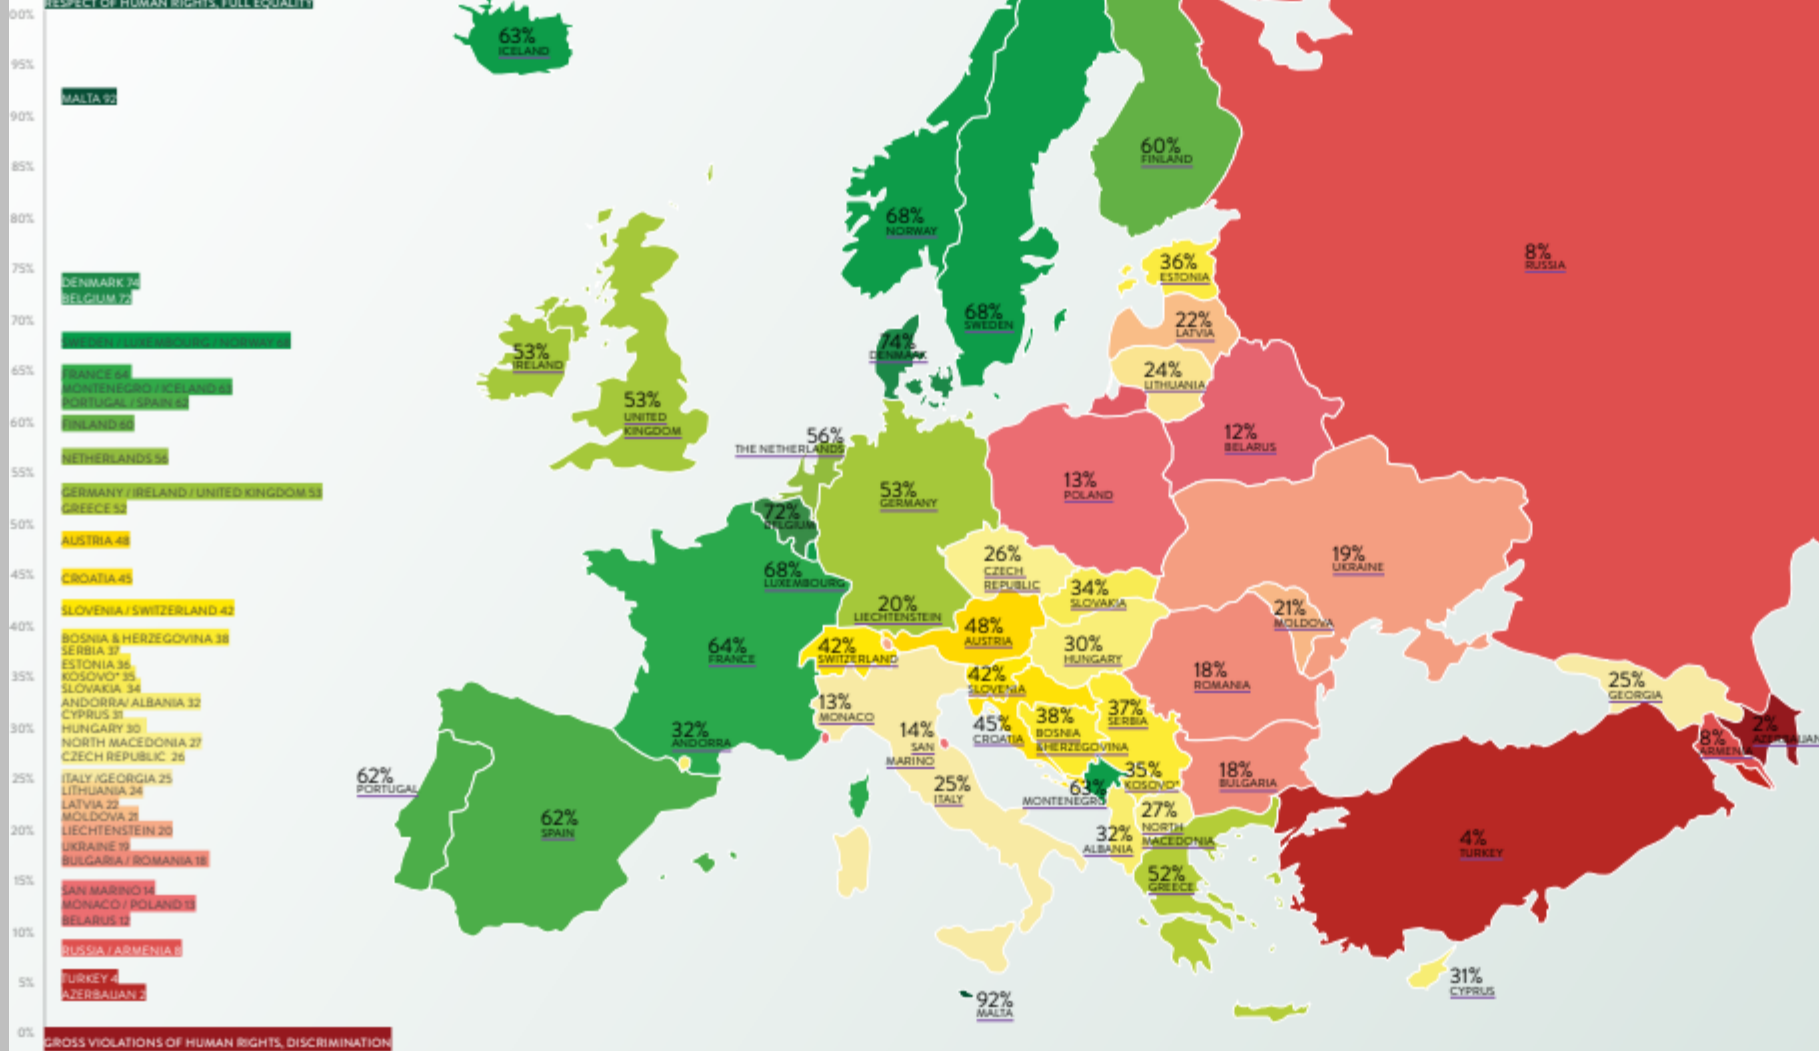 RESPECT OF HUMAN RIGHTS, FULL EQUALITY
00%
95%
90%
85%
80%
75%
70%
65%
60%
55%
50%
45%
40%
35%
30%
25%
20%
15%
10%
5%
0%
MALTA 92
DENMARK 74
BELGIUM 72
SWEDEN / LUXEMBOURG / NORWAY 68
FRANCE 64
MONTENEGRO / ICELAND 63
PORTUGAL / SPAIN 62
FINLAND 60
NETHERLANDS 56
GERMANY / IRELAND / UNITED KINGDOM 53
GREECE 52
AUSTRIA 48
CROATIA 45
SLOVENIA / SWITZERLAND 42
BOSNIA & HERZEGOVINA 38
SERBIA 37
ESTONIA 36
KOSOVO* 35
SLOVAKIA 34
ANDORRA/ ALBANIA 32
CYPRUS 31
HUNGARY 30
NORTH MACEDONIA 27
CZECH REPUBLIC 26
ITALY /GEORGIA 25
LITHUANIA 24
LATVIA 22
MOLDOVA 21
LIECHTENSTEIN 20
UKRAINE 19
BULGARIA / ROMANIA 18
SAN MARINO 14
MONACO / POLAND 13
BELARUS 12
RUSSIA / ARMENIA 8
TURKEY 4
AZERBAIJAN 2
GROSS VIOLATIONS OF HUMAN RIGHTS, DISCRIMINATION
63%
ICELAND
60%
FINLAND
68%
NORWAY
68%
SWEDEN
8%
RUSSIA
36%
ESTONIA
22%
LATVIA
24%
LITHUANIA
74%
DENMARK
53%
IRELAND
53%
UNITED
KINGDOM
56%
THE NETHERLANDS
12%
BELARUS
13%
POLAND
53%
GERMANY
72%
BELGIUM
68%
LUXEMBOURG
26%
CZECH
REPUBLIC
34%
SLOVAKIA
19%
UKRAINE
20%
LIECHTENSTEIN
48%
AUSTRIA
21%
MOLDOVA
64%
FRANCE
42%
SWITZERLAND
30%
HUNGARY
18%
ROMANIA
42%
SLOVENIA
25%
GEORGIA
13%
MONACO
14%
SAN
MARINO
45%
CROATIA
38%
BOSNIA
&HERZEGOVINA
37%
SERBIA
32%
ANDORRA
8%
ARMENIA
2%
AZERBAIJAN
62%
PORTUGAL
62%
SPAIN
25%
ITALY
63%
MONTENEGRO
35%
KOSOVO*
18%
BULGARIA
27%
NORTH
MACEDONIA
32%
ALBANIA
52%
GREECE
4%
TURKEY
92%
MALTA
31%
CYPRUS